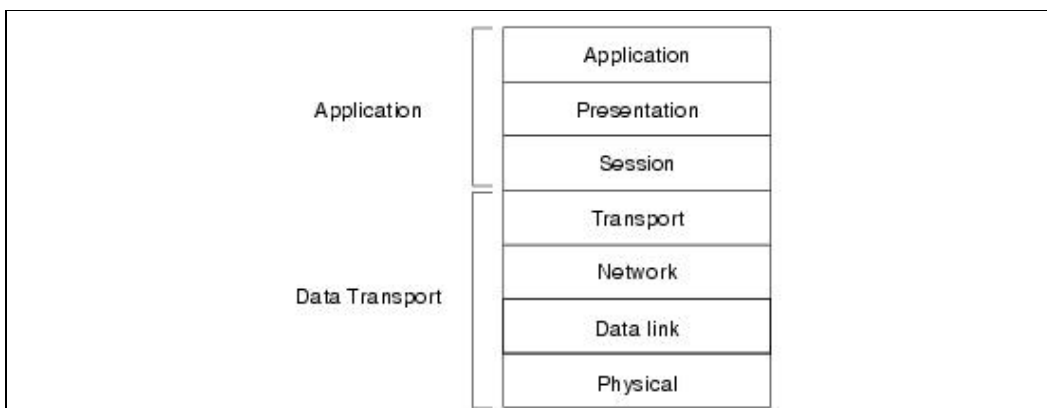 Application
Presentation
Application
Session
Transport
Network
Data Transport
Data link
Physical